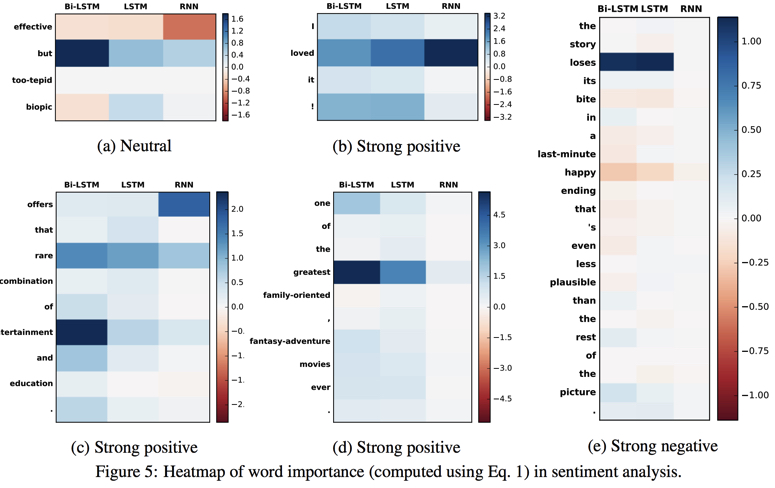 Bi-LSTM LSTM RNN
effective
but
too-tepid
biopic
1.8
1.2
0.6
0.4
0.0
−0.4
−0.8
−1.2
−1.6
(a) Neutral
Bi-LSTM LSTM RNN
I
loved
it
!
3.2
2.4
1.6
0.8
0.0
−0.8
−1.6
−2.4
−3.2
(b) Strong positive
Bi-LSTM LSTM RNN
offers
that
rare
combination
of
tertainment
and
education
.
2.0
1.5
1.0
0.5
0.0
−0.
−1.
−1.
−2.
(c) Strong positive
Bi-LSTM LSTM RNN
one
of
the
greatest
family-oriented
,
fantasy-adventure
movies
ever
.
4.5
3.0
1.5
0.0
−1.5
−3.0
−4.5
(d) Strong positive
Bi-LSTM LSTM RNN
the
story
loses
its
bite
in
a
last-minute
happy
ending
that
's
even
less
plausible
than
the
rest
of
the
picture
.
1.00
0.75
0.50
0.25
0.00
−0.25
−0.50
−0.75
−1.00
(e) Strong negative
Figure 5: Heatmap of word importance (computed using Eq. 1) in sentiment analysis.